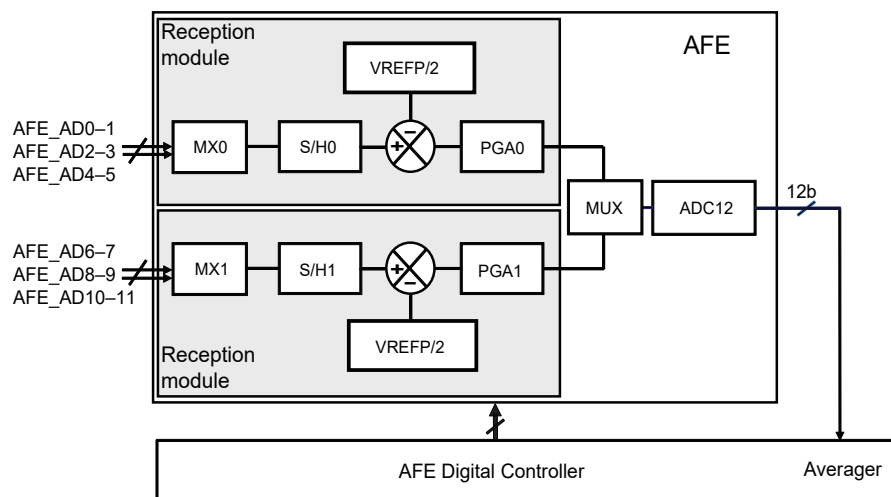 Reception
module
AFE
VREFP/2
AFE_AD0–1
AFE_AD2–3
AFE_AD4–5
MX0
S/H0
−
+
PGA0
MUX
ADC12
12b
AFE_AD6–7
AFE_AD8–9
AFE_AD10–11
MX1
S/H1
+
−
PGA1
VREFP/2
Reception
module
AFE Digital Controller
Averager